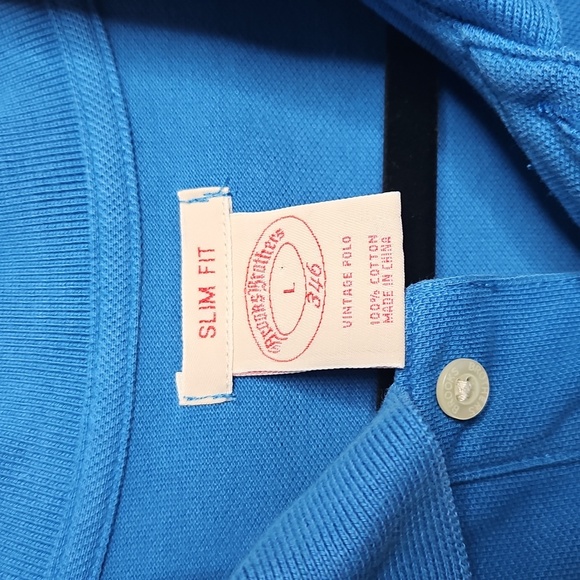 SLIM FIT
Brooks Brothers
L
346
VINTAGE POLO
100% COTTON
MADE IN CHINA